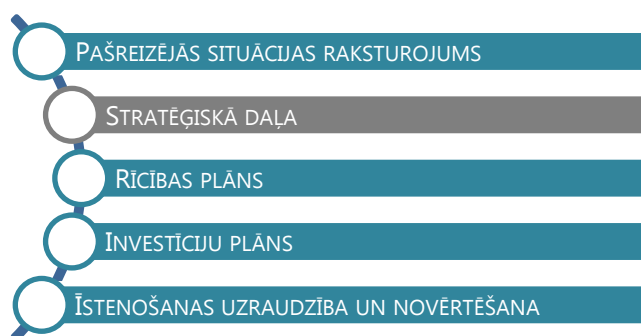 PAŠREIZĒJĀS SITUĀCIJAS RAKSTUROJUMS
STRATĒĢISKĀ DAĻA
RĪCĪBAS PLĀNS
INVESTĪCIJU PLĀNS
ĪSTENOŠANAS UZRAUDZĪBA UN NOVĒRTĒŠANA